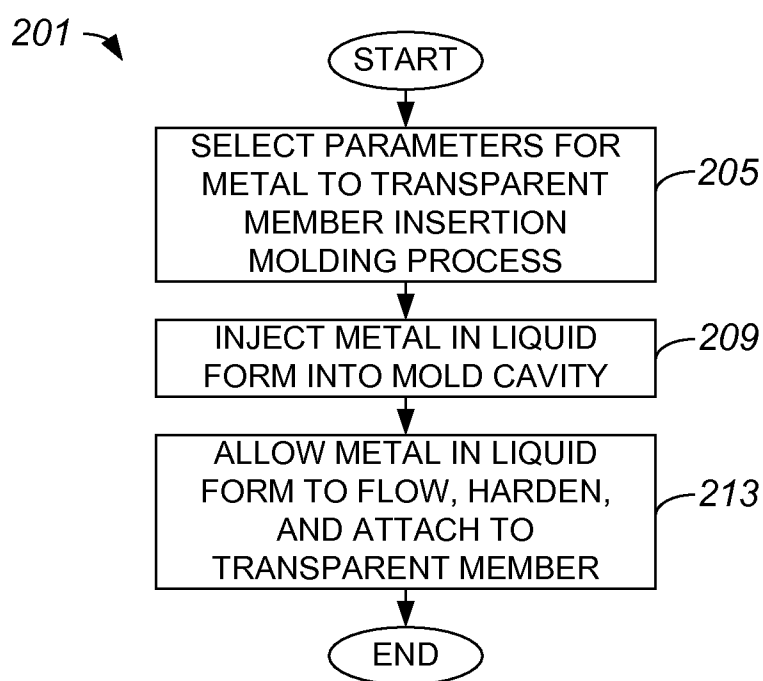 201
START
SELECT PARAMETERS FOR
METAL TO TRANSPARENT
MEMBER INSERTION
MOLDING PROCESS
205
INJECT METAL IN LIQUID
FORM INTO MOLD CAVITY
209
ALLOW METAL IN LIQUID
FORM TO FLOW, HARDEN,
AND ATTACH TO
TRANSPARENT MEMBER
213
END